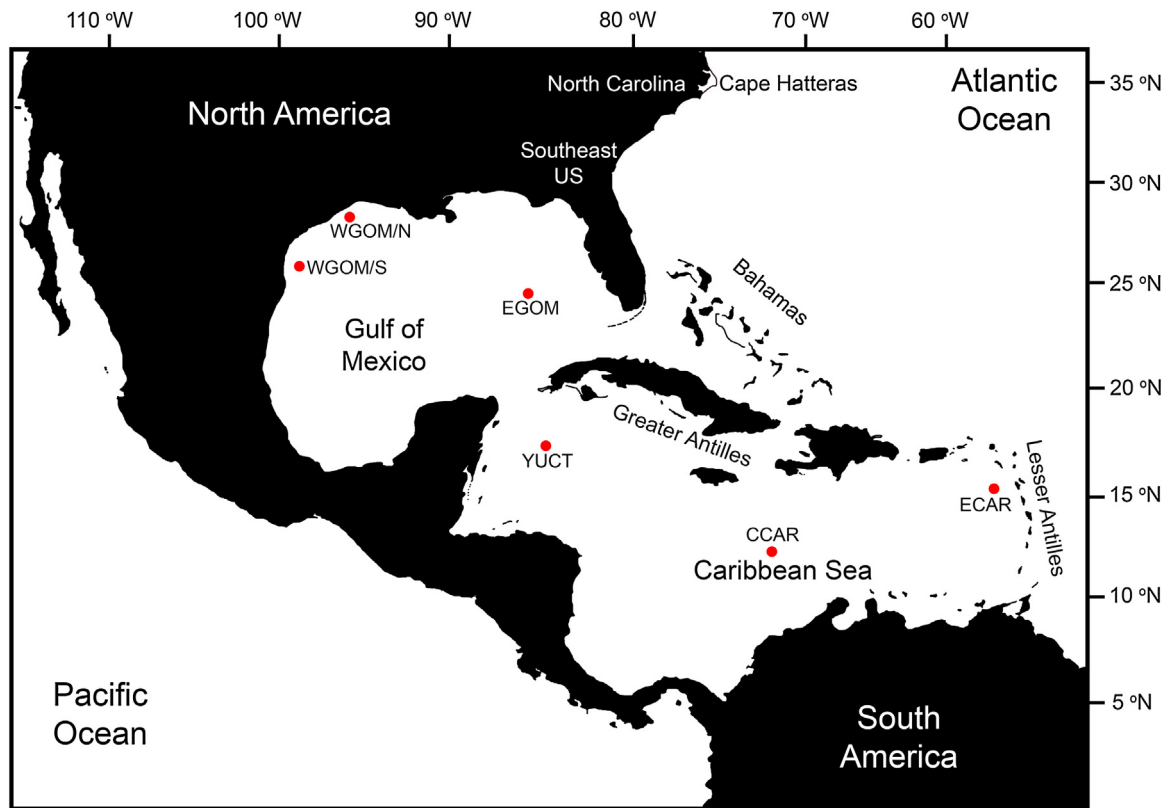 110 ºW
100 ºW
90 ºW
80 ºW
70 ºW
60 ºW
North America
North Carolina
Cape Hatteras
Atlantic
Ocean
35 ºN
Southeast
US
30 ºN
WGOM/N
WGOM/S
EGOM
Bahamas
25 ºN
Gulf of
Mexico
20 ºN
Greater Antilles
YUCT
Lesser Antilles
15 ºN
ECAR
CCAR
Caribbean Sea
10 ºN
Pacific
Ocean
South
America
5 ºN